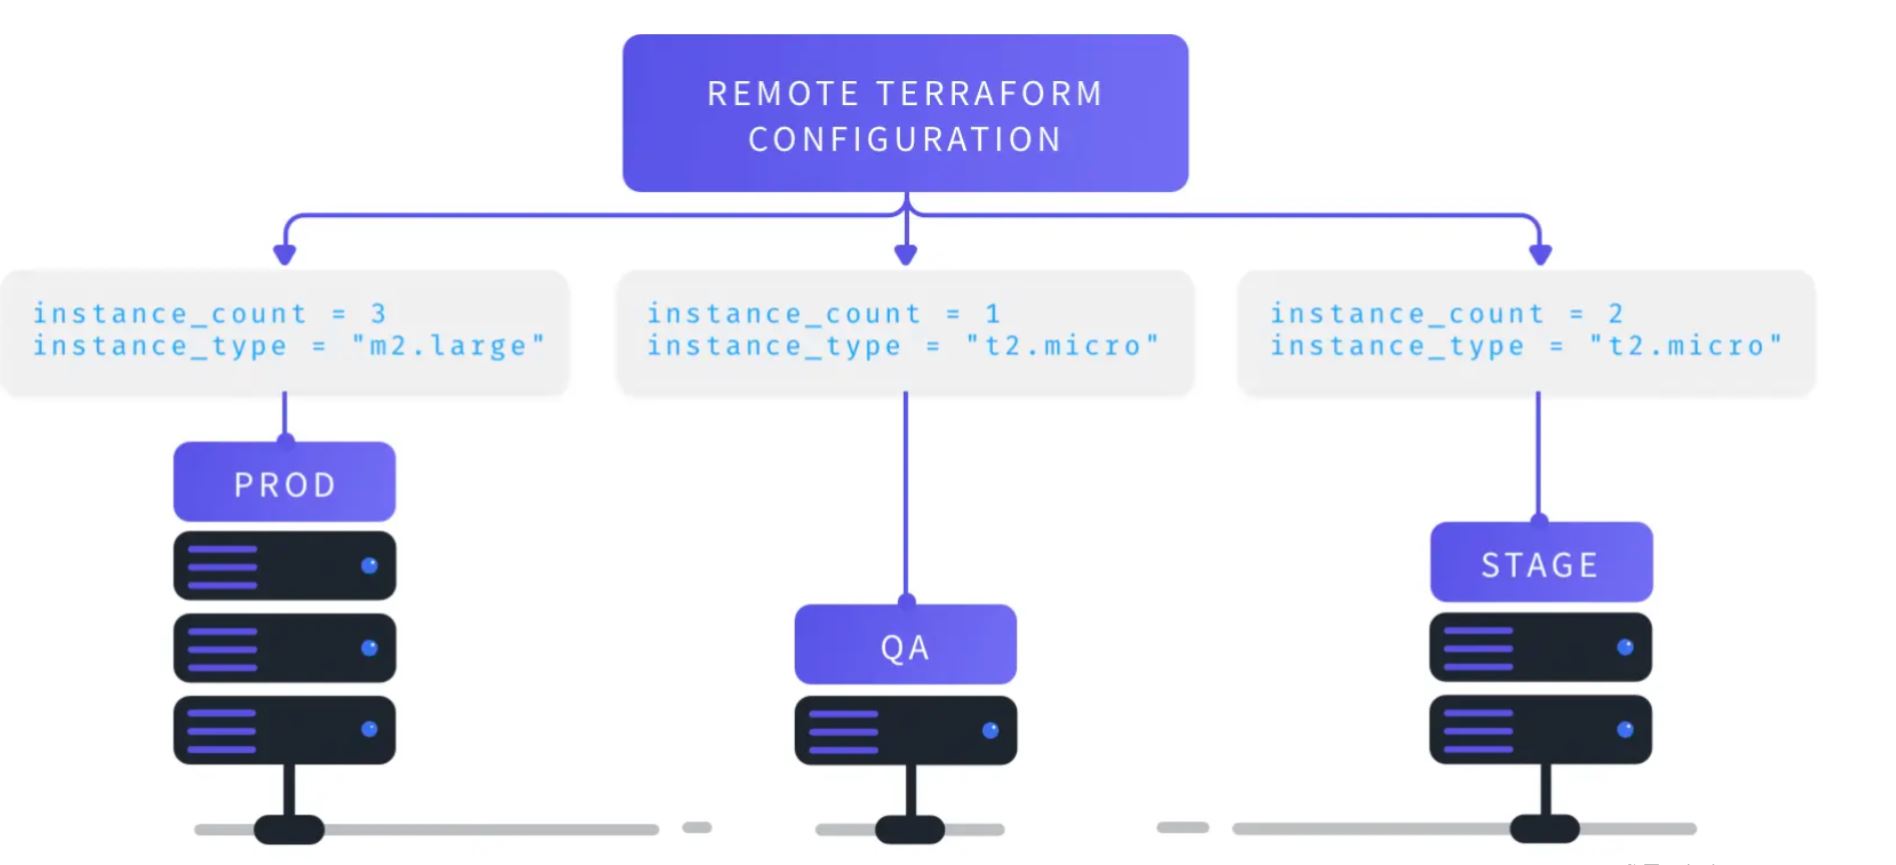 REMOTE TERRAFORM
CONFIGURATION
instance_count = 3
instance_type = "m2.large"
instance_count = 1
instance_type = "t2.micro"
instance_count = 2
instance_type = "t2.micro"
PROD
QA
STAGE